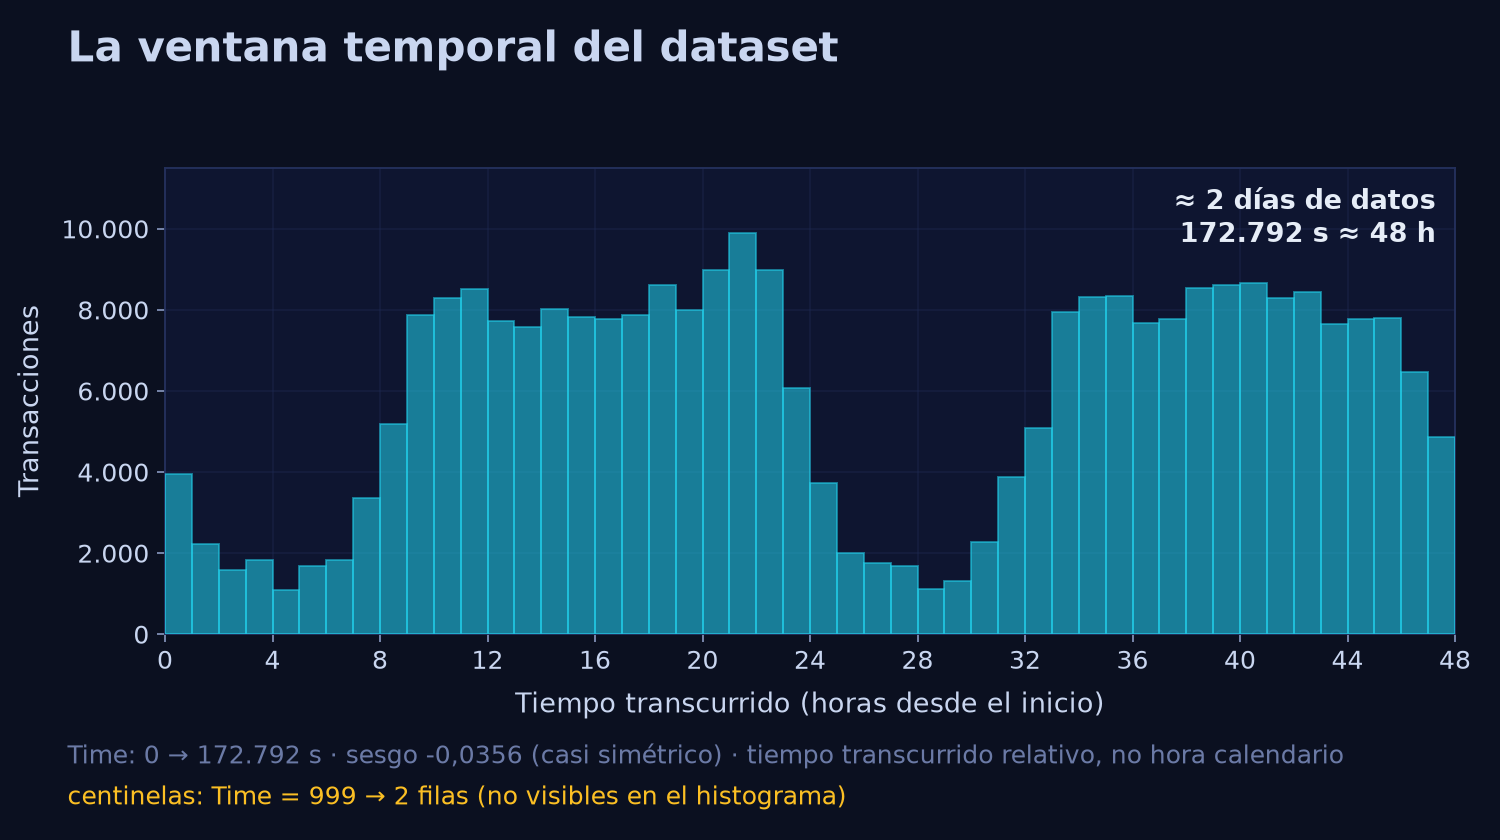 La ventana temporal del dataset
≈ 2 días de datos
172.792 s ≈ 48 h
10.000
8.000
6.000
4.000
2.000
0
Transacciones
0 4 8 12 16 20 24 28 32 36 40 44 48
Tiempo transcurrido (horas desde el inicio)
Time: 0 → 172.792 s · sesgo -0,0356 (casi simétrico) · tiempo transcurrido relativo, no hora calendario
centinelas: Time = 999 → 2 filas (no visibles en el histograma)